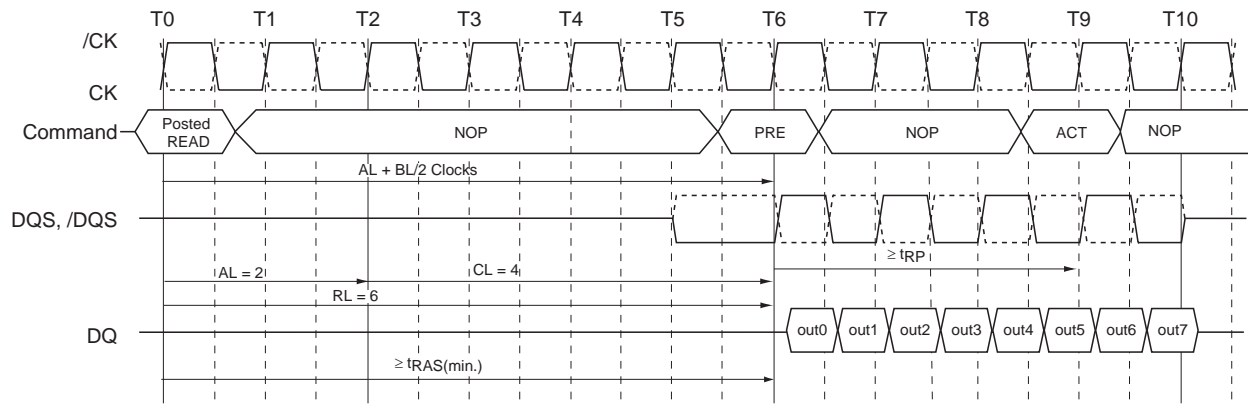 T0 T1 T2 T3 T4 T5 T6 T7 T8 T9 T10
/CK
CK
Command
Posted
READ
NOP PRE NOP ACT NOP
AL + BL/2 Clocks
DQS, /DQS
≥ tRP
AL = 2 CL = 4
RL = 6
DQ out0 out1 out2 out3 out4 out5 out6 out7
≥ tRAS(min.)